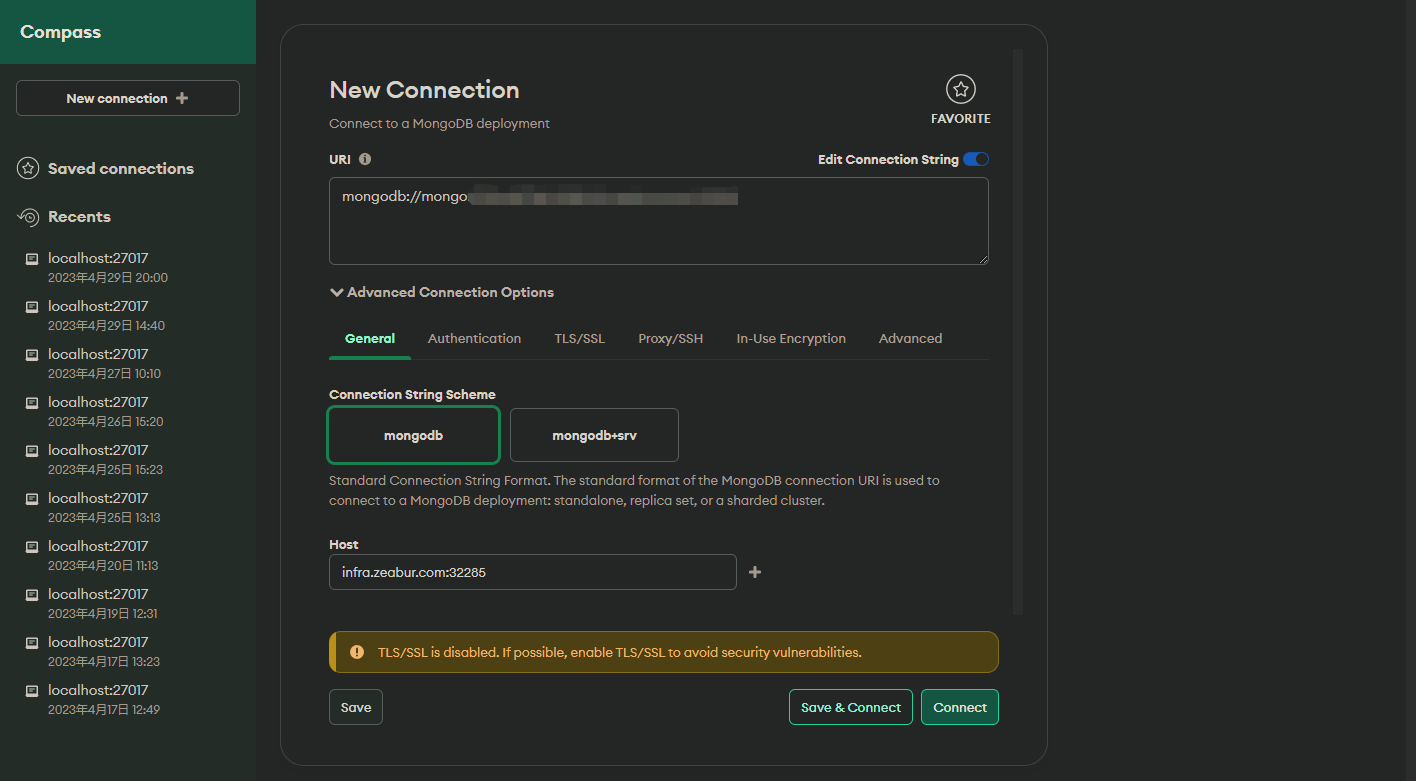 Compass
New connection
Saved connections
Recents
localhost:27017
2023年4月29日 20:00
localhost:27017
2023年4月29日 14:40
localhost:27017
2023年4月27日 10:10
localhost:27017
2023年4月26日 15:20
localhost:27017
2023年4月25日 15:23
localhost:27017
2023年4月25日 13:13
localhost:27017
2023年4月20日 11:13
localhost:27017
2023年4月19日 12:31
localhost:27017
2023年4月17日 13:23
localhost:27017
2023年4月17日 12:49
New Connection
FAVORITE
Connect to a MongoDB deployment
URI
Edit Connection String
mongodb://mongo
Advanced Connection Options
General Authentication TLS/SSL Proxy/SSH In-Use Encryption Advanced
Connection String Scheme
mongodb mongodb+srv
Standard Connection String Format. The standard format of the MongoDB connection URI is used to
connect to a MongoDB deployment: standalone, replica set, or a sharded cluster.
Host
infra.zeabur.com:32285
TLS/SSL is disabled. If possible, enable TLS/SSL to avoid security vulnerabilities.
Save Save & Connect Connect